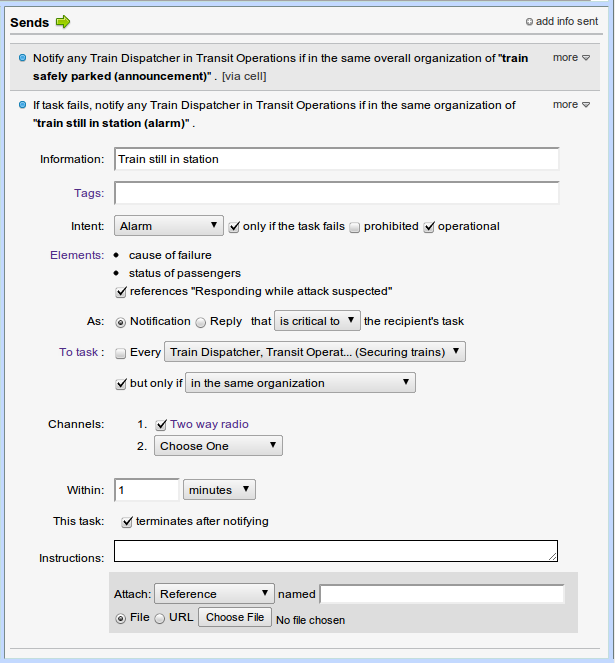 Sends add info sent
Notify any Train Dispatcher in Transit Operations if in the same overall organization of "train more
safely parked (announcement)" . [via cell]
If task fails, notify any Train Dispatcher in Transit Operations if in the same organization of more
"train still in station (alarm)" .
Information: Train still in station
Tags:
Intent: Alarm only if the task fails prohibited operational
Elements: cause of failure
status of passengers
references "Responding while attack suspected"
As: Notification Reply that is critical to the recipient's task
To task : Every Train Dispatcher, Transit Operat... (Securing trains)
but only if in the same organization
Channels: 1. Two way radio
2. Choose One
Within: 1 minutes
This task: terminates after notifying
Instructions:
Attach: Reference named
File URL Choose File No file chosen